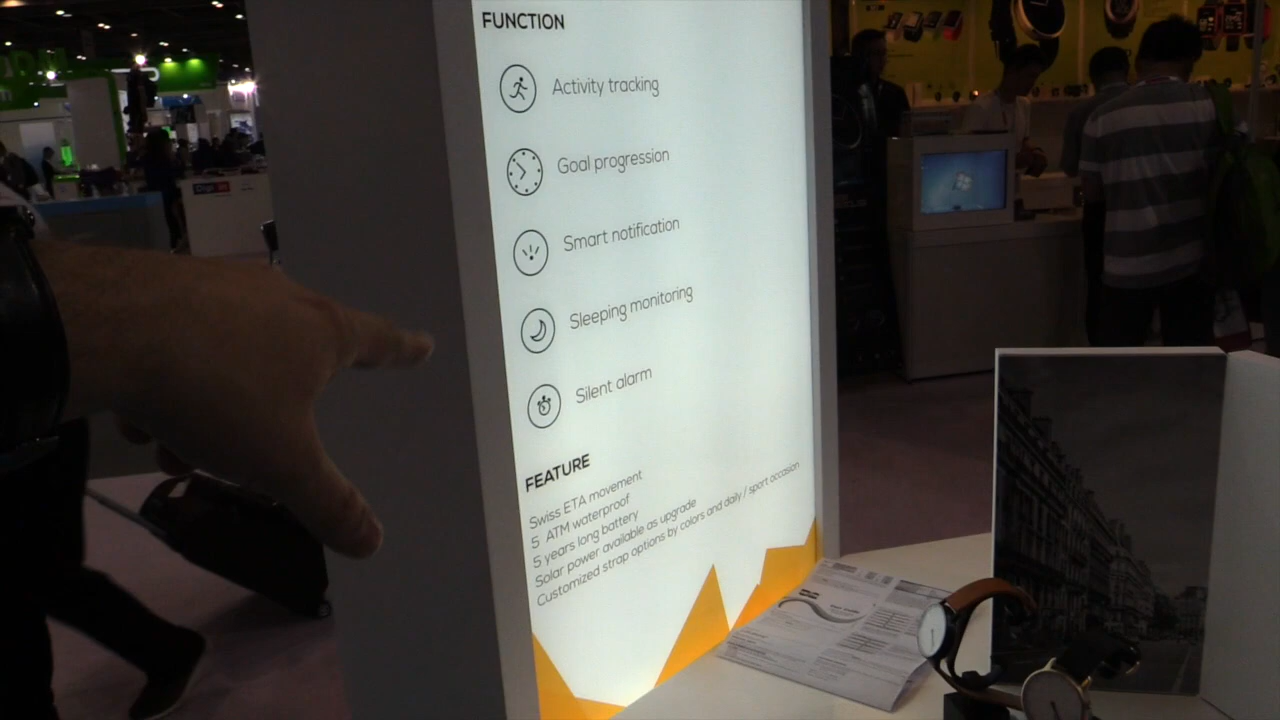 FUNCTION
Activity tracking
Goal progression
Smart notification
Sleeping monitoring
Silent alarm
FEATURE
Swiss ETA movement
5 ATM waterproof
5 years long battery
Solar power available as upgrade
Customized strap options by colors and daily / sport occasion